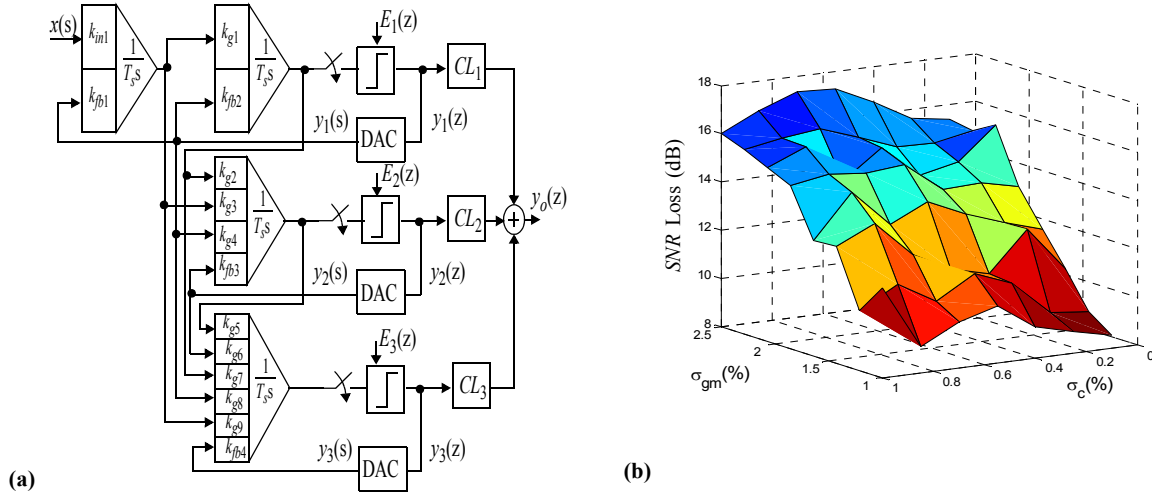 x(s)
k_in1
k_fb1
1
T_s s
k_g1
k_fb2
1
T_s s
E_1(z)
CL_1
y_1(s)
DAC
y_1(z)
k_g2
k_g3
k_g4
k_fb3
1
T_s s
E_2(z)
CL_2
y_o(z)
y_2(s)
DAC
y_2(z)
k_g5
k_g6
k_g7
k_g8
k_g9
k_fb4
1
T_s s
E_3(z)
CL_3
y_3(s)
DAC
y_3(z)
(a)
SNR Loss (dB)
18
16
14
12
10
8
2.5
2
1.5
1
σ_gm(%)
1
0.8
0.6
0.4
0.2
0
σ_c(%)
(b)